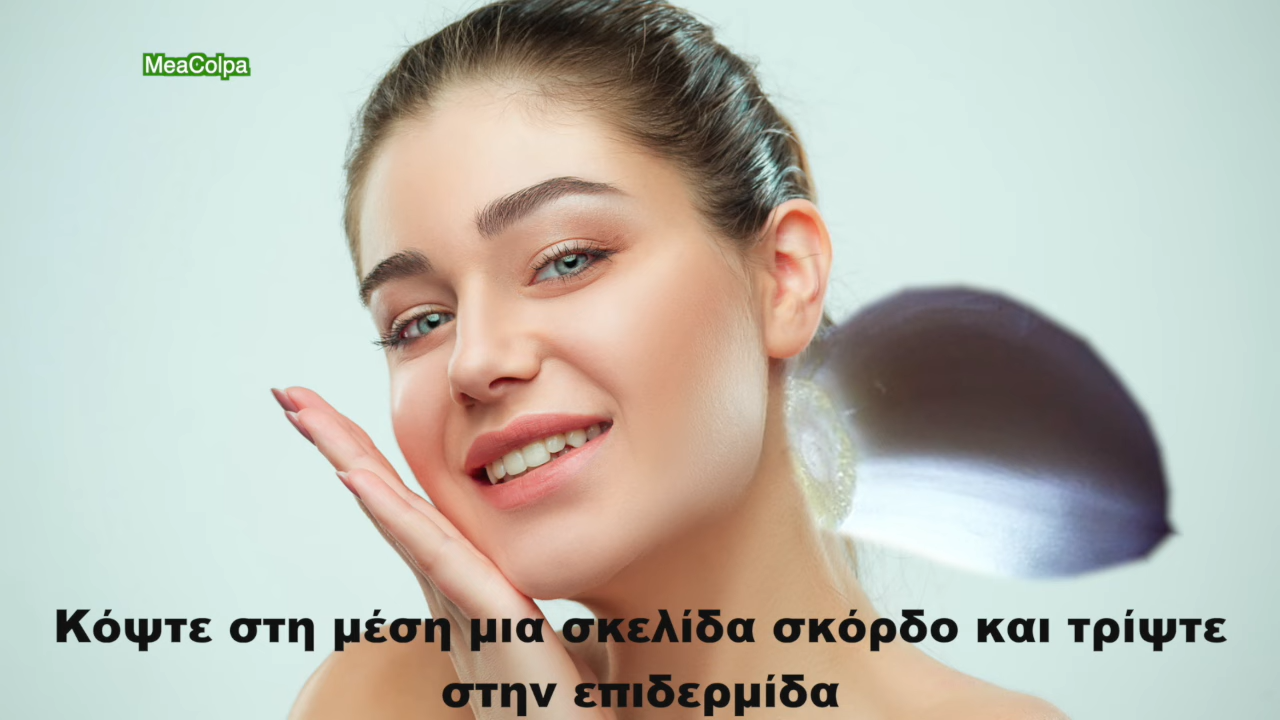 MeaColpa
Κόψτε στη μέση μια σκελίδα σκόρδο και τρίψτε
στην επιδερμίδα